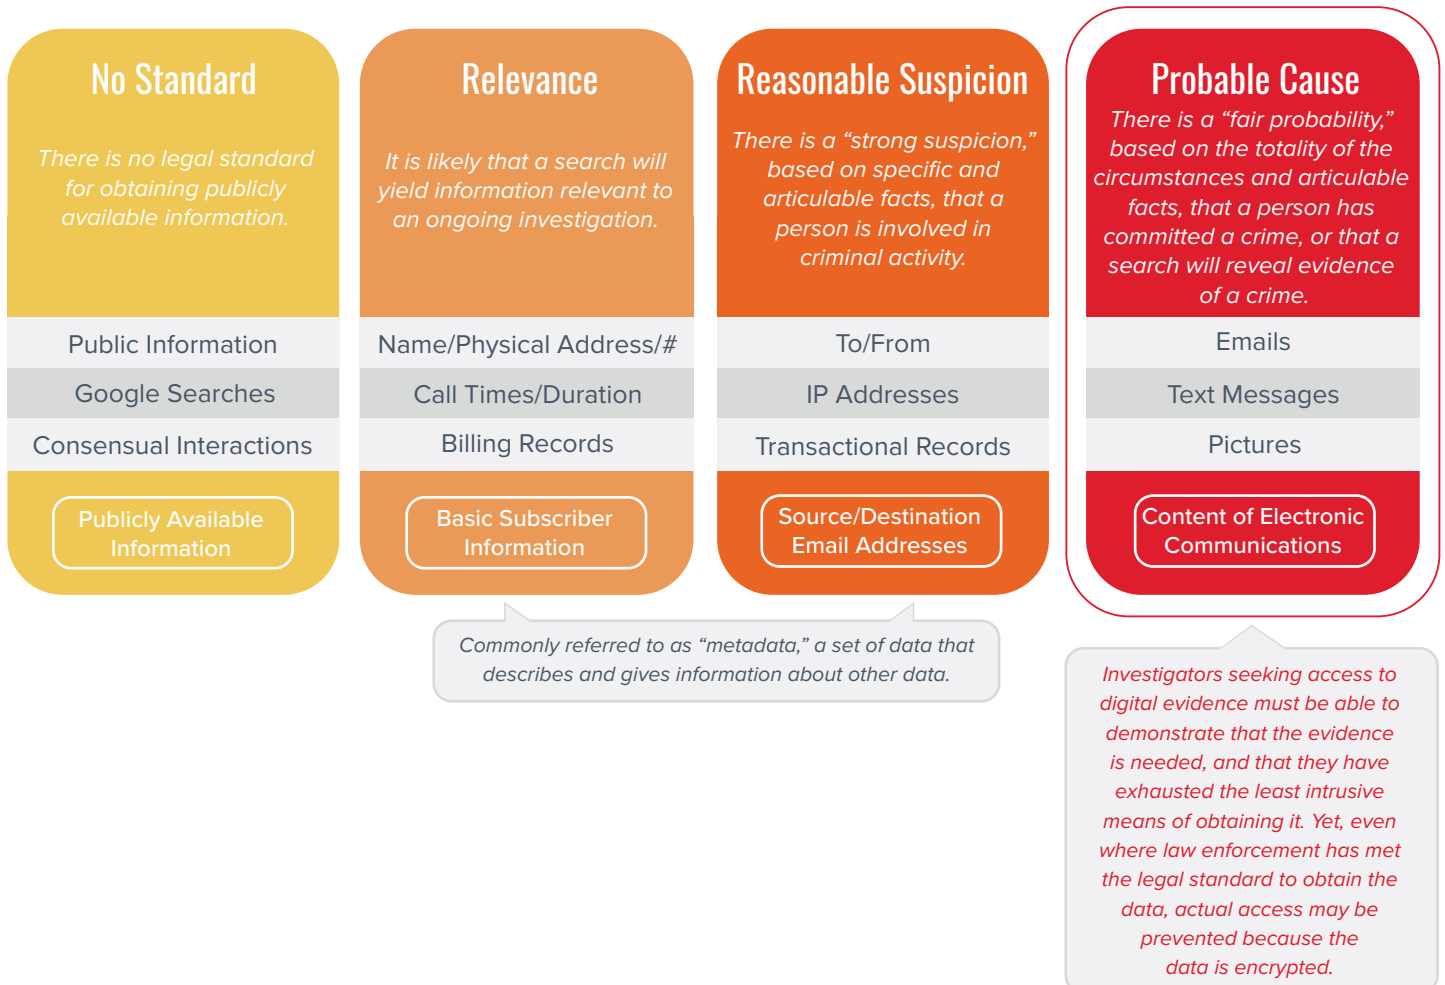 No Standard
There is no legal standard
for obtaining publicly
available information.
Public Information
Google Searches
Consensual Interactions
Publicly Available
Information
Relevance
It is likely that a search will
yield information relevant to
an ongoing investigation.
Name/Physical Address/#
Call Times/Duration
Billing Records
Basic Subscriber
Information
Reasonable Suspicion
There is a “strong suspicion,”
based on specific and
articulable facts, that a
person is involved in
criminal activity.
To/From
IP Addresses
Transactional Records
Source/Destination
Email Addresses
Probable Cause
There is a “fair probability,”
based on the totality of the
circumstances and articulable
facts, that a person has
committed a crime, or that a
search will reveal evidence
of a crime.
Emails
Text Messages
Pictures
Content of Electronic
Communications
Commonly referred to as “metadata,” a set of data that
describes and gives information about other data.
Investigators seeking access to
digital evidence must be able to
demonstrate that the evidence
is needed, and that they have
exhausted the least intrusive
means of obtaining it. Yet, even
where law enforcement has met
the legal standard to obtain the
data, actual access may be
prevented because the
data is encrypted.